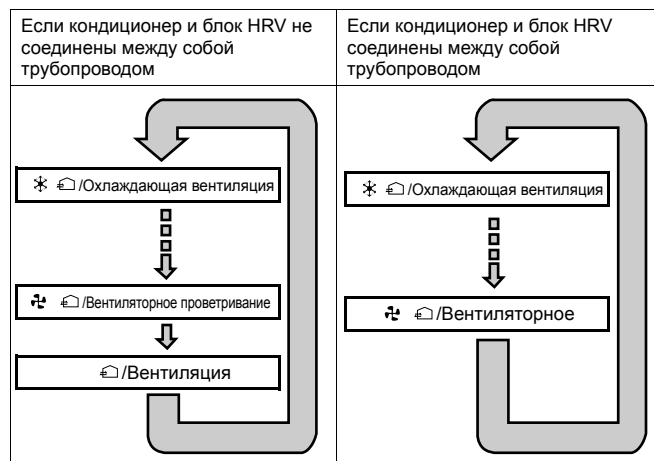 Если кондиционер и блок HRV не
соединены между собой
трубопроводом
Если кондиционер и блок HRV
соединены между собой
трубопроводом
/Охлаждающая вентиляция
/Вентиляторное проветривание
/Вентиляция
/Охлаждающая вентиляция
/Вентиляторное